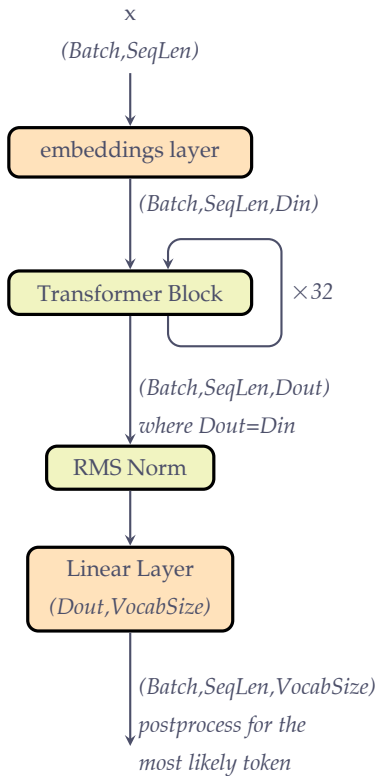 x
(Batch,SeqLen)
embeddings layer
(Batch,SeqLen,Din)
Transformer Block
×32
(Batch,SeqLen,Dout)
where Dout=Din
RMS Norm
Linear Layer
(Dout,VocabSize)
(Batch,SeqLen,VocabSize)
postprocess for the
most likely token